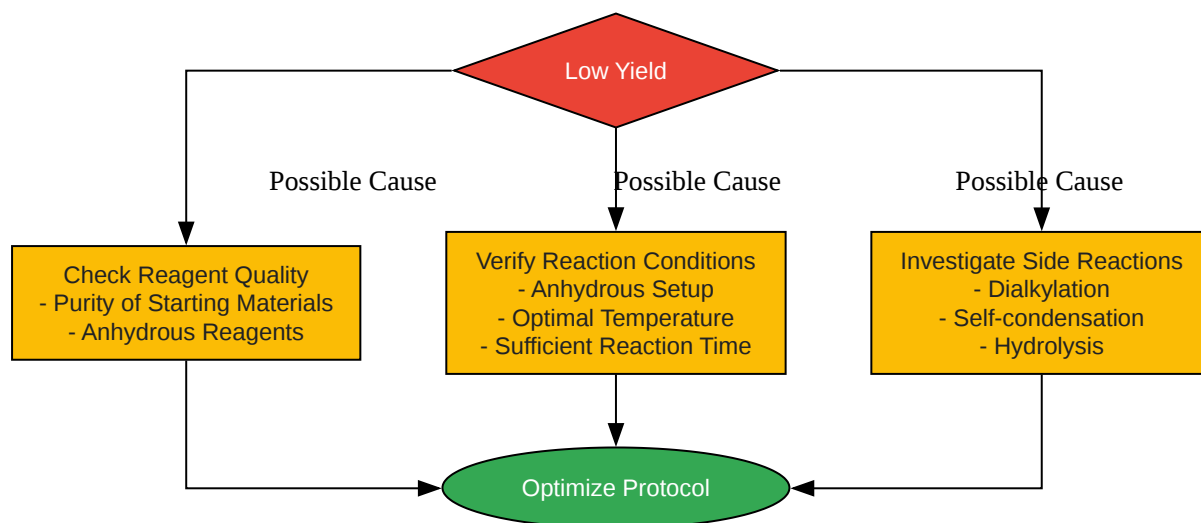 Low Yield
Possible Cause
Possible Cause
Possible Cause
Check Reagent Quality
- Purity of Starting Materials
- Anhydrous Reagents
Verify Reaction Conditions
- Anhydrous Setup
- Optimal Temperature
- Sufficient Reaction Time
Investigate Side Reactions
- Dialkylation
- Self-condensation
- Hydrolysis
Optimize Protocol